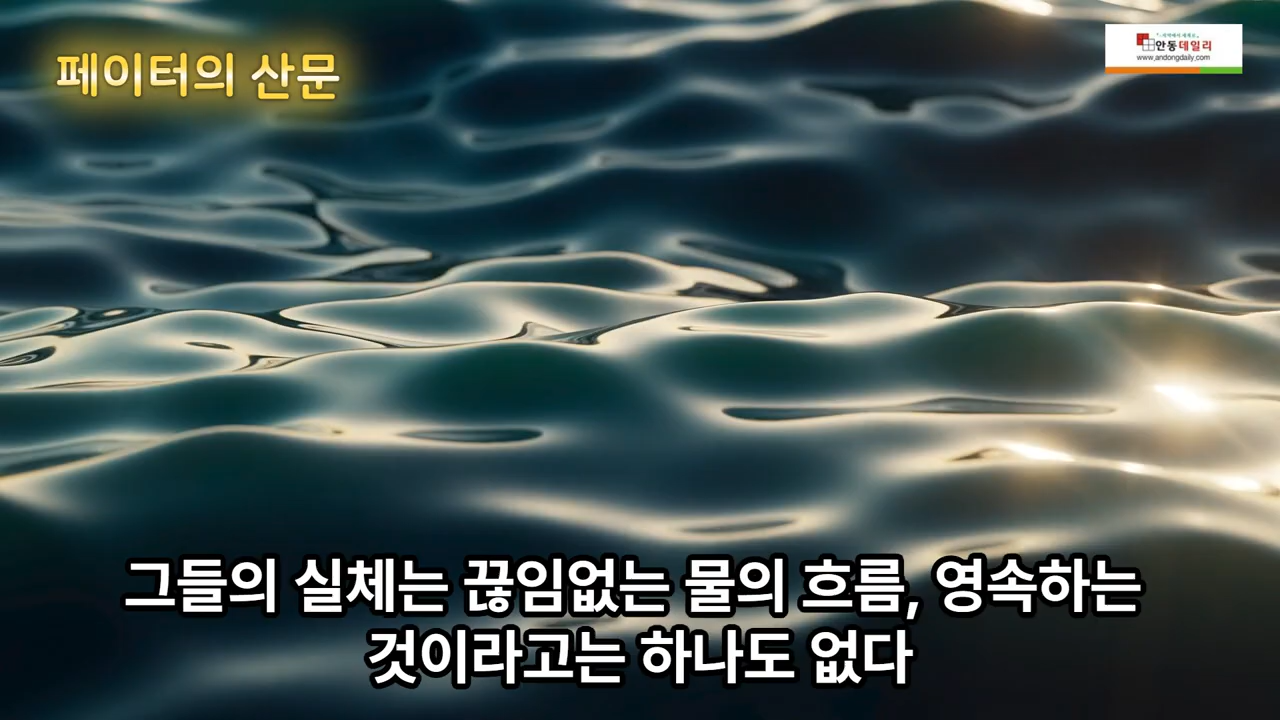 페이터의 산문
안동데일리
www.andongdaily.com
그들의 실체는 끊임없는 물의 흐름, 영속하는
것이라고는 하나도 없다